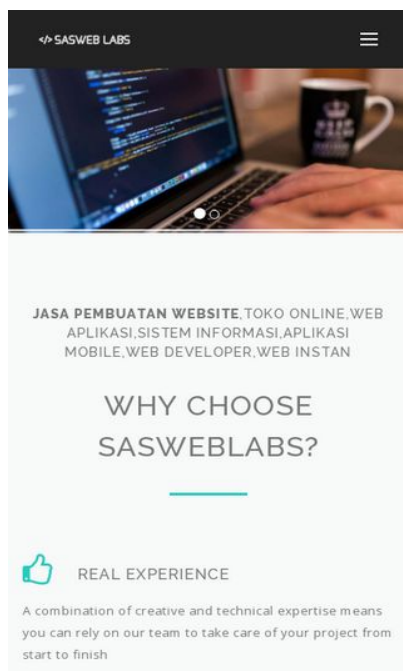 </> SASWEB LABS
JASA PEMBUATAN WEBSITE,TOKO ONLINE,WEB
APLIKASI,SISTEM INFORMASI,APLIKASI
MOBILE,WEB DEVELOPER,WEB INSTAN
WHY CHOOSE
SASWEBLABS?
REAL EXPERIENCE
A combination of creative and technical expertise means
you can rely on our team to take care of your project from
start to finish